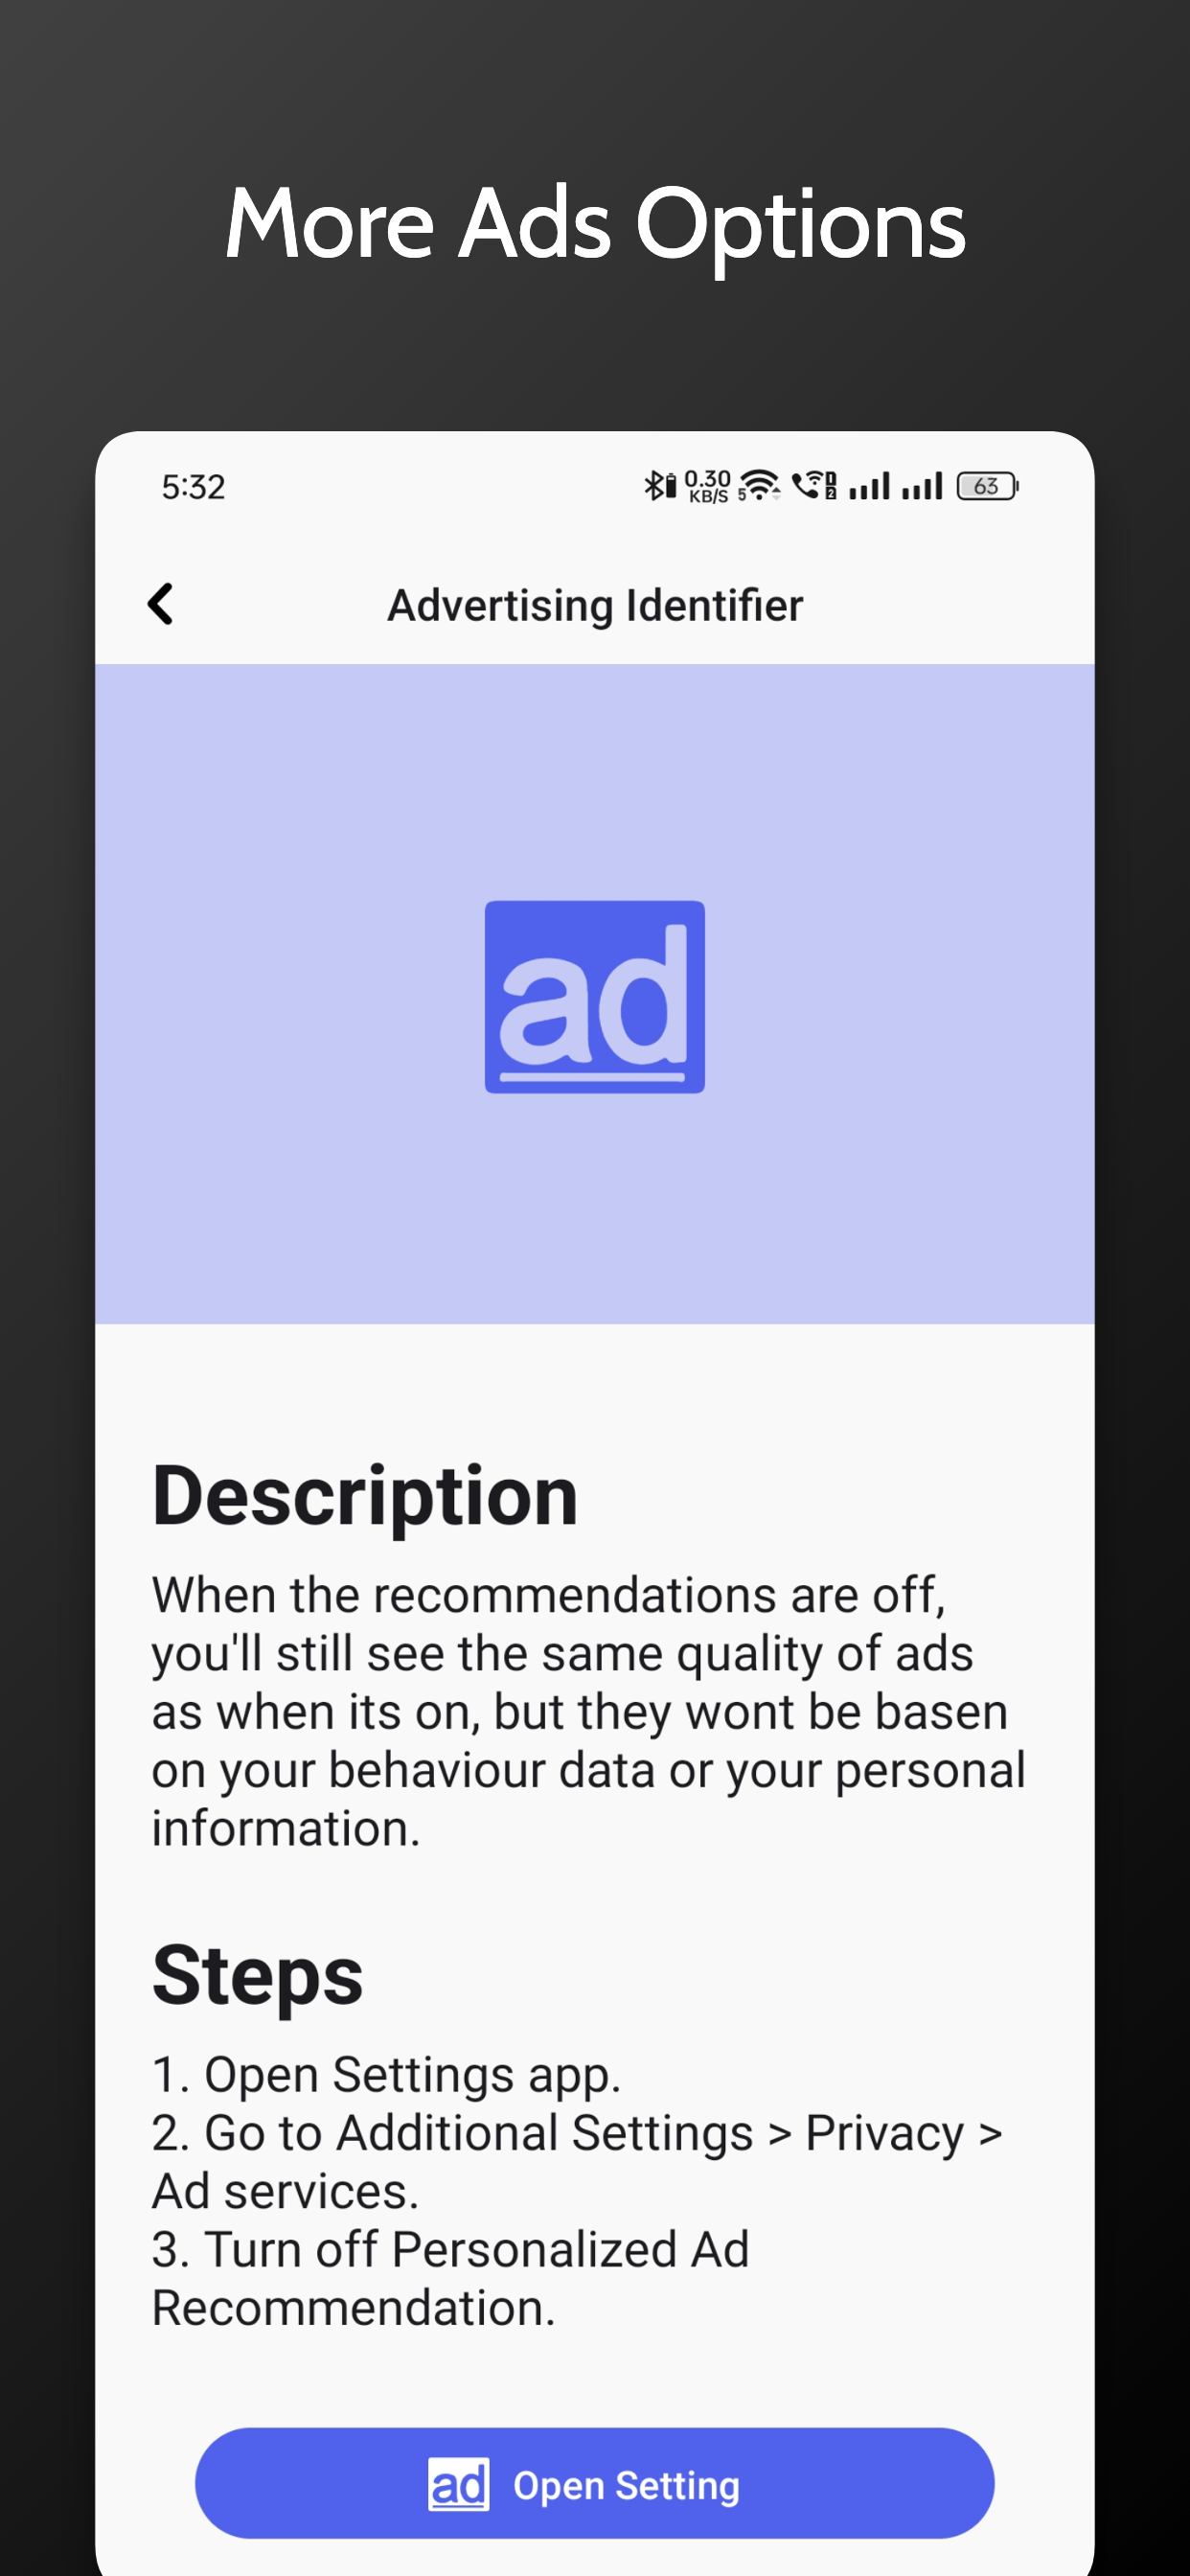 More Ads Options
5:32
0.30
KB/S
5
1
2
63
Advertising Identifier
ad
Description
When the recommendations are off,
you'll still see the same quality of ads
as when its on, but they wont be basen
on your behaviour data or your personal
information.
Steps
1. Open Settings app.
2. Go to Additional Settings > Privacy >
Ad services.
3. Turn off Personalized Ad
Recommendation.
ad Open Setting